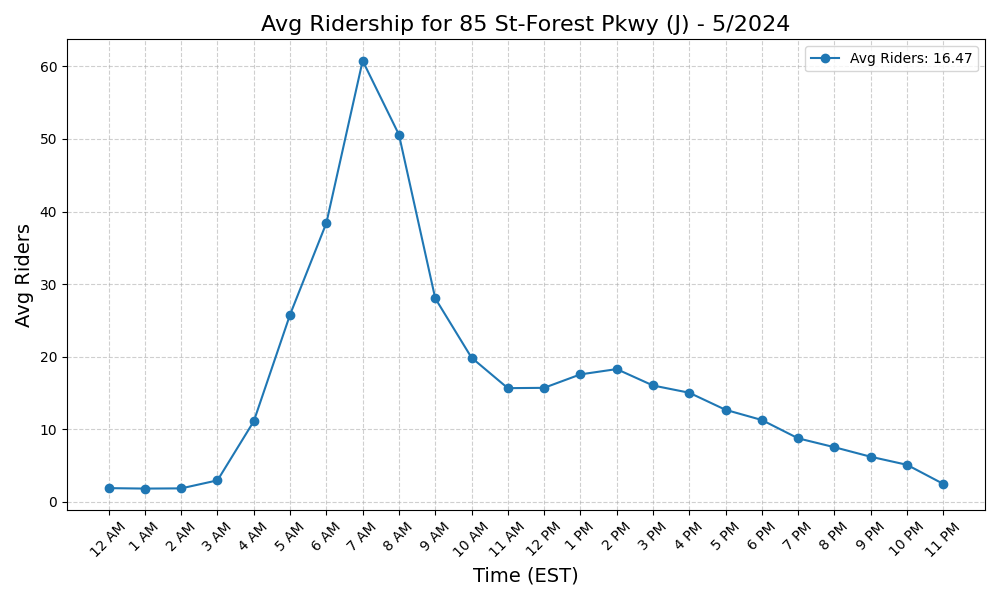 Avg Ridership for 85 St-Forest Pkwy (J) - 5/2024
Avg Riders: 16.47
Avg Riders
60
50
40
30
20
10
0
12 AM
1 AM
2 AM
3 AM
4 AM
5 AM
6 AM
7 AM
8 AM
9 AM
10 AM
11 AM
12 PM
1 PM
2 PM
3 PM
4 PM
5 PM
6 PM
7 PM
8 PM
9 PM
10 PM
11 PM
Time (EST)